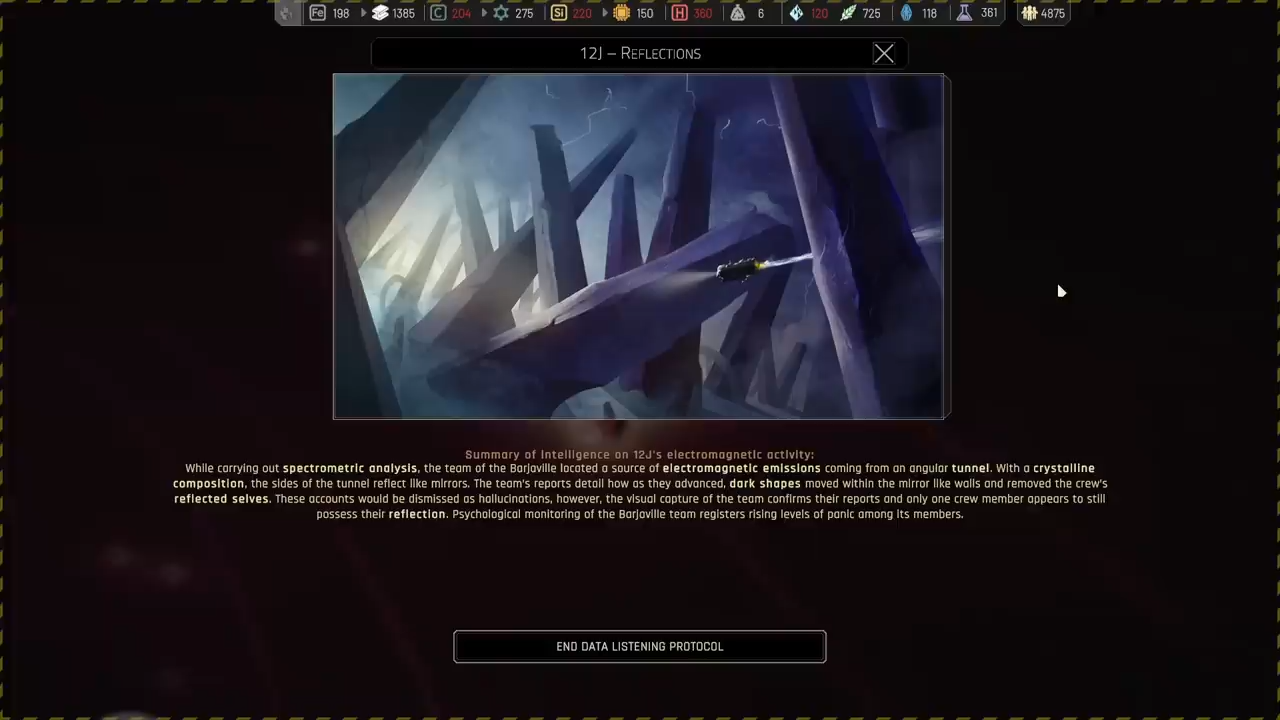 Fe 198 1385 C 204 275 Si 220 150 H 360 6 120 725 118 361 4875
12J – Reflections
Summary of Intelligence on 12J's electromagnetic activity:
While carrying out spectrometric analysis, the team of the Barjaville located a source of electromagnetic emissions coming from an angular tunnel. With a crystalline
composition, the sides of the tunnel reflect like mirrors. The team's reports detail how as they advanced, dark shapes moved within the mirror like walls and removed the crew's
reflected selves. These accounts would be dismissed as hallucinations, however, the visual capture of the team confirms their reports and only one crew member appears to still
possess their reflection. Psychological monitoring of the Barjaville team registers rising levels of panic among its members.
END DATA LISTENING PROTOCOL